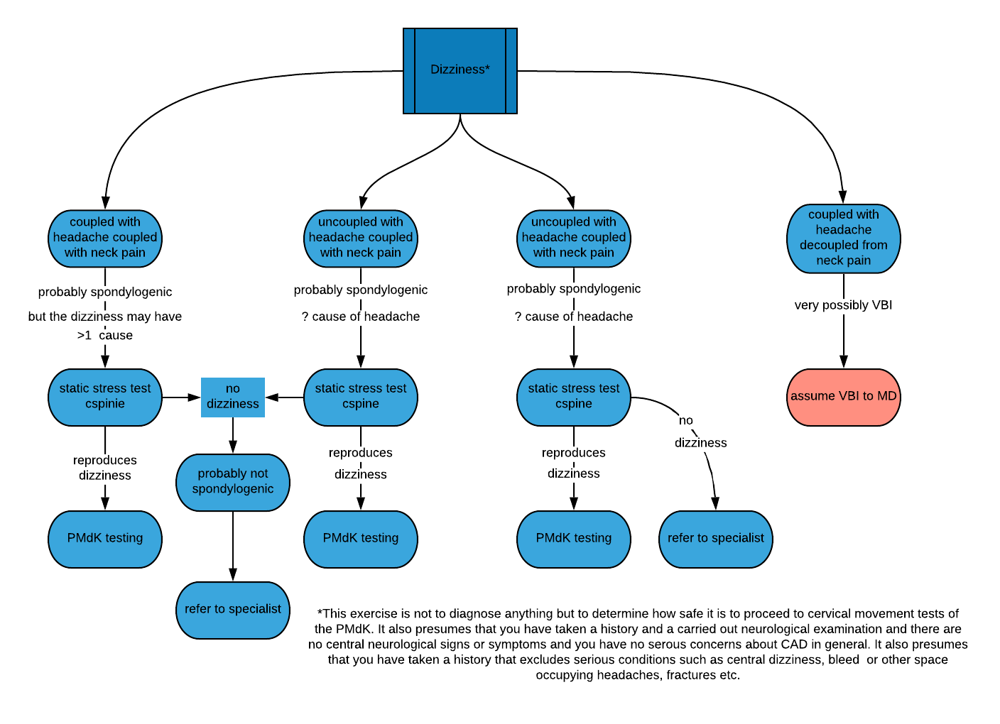 Dizziness*
coupled with
headache coupled
with neck pain
uncoupled with
headache coupled
with neck pain
uncoupled with
headache coupled
with neck pain
coupled with
headache
decoupled from
neck pain
probably spondylogenic
but the dizziness may have
>1 cause
probably spondylogenic
? cause of headache
probably spondylogenic
? cause of headache
very possibly VBI
static stress test
cspinie
no
dizziness
static stress test
cspine
static stress test
cspine
assume VBI to MD
no
dizziness
reproduces
dizziness
probably not
spondylogenic
reproduces
dizziness
reproduces
dizziness
PMdK testing
PMdK testing
PMdK testing
refer to specialist
refer to specialist
*This exercise is not to diagnose anything but to determine how safe it is to proceed to cervical movement tests of
the PMdK. It also presumes that you have taken a history and a carried out neurological examination and there are
no central neurological signs or symptoms and you have no serous concerns about CAD in general. It also presumes
that you have taken a history that excludes serious conditions such as central dizziness, bleed or other space
occupying headaches, fractures etc.